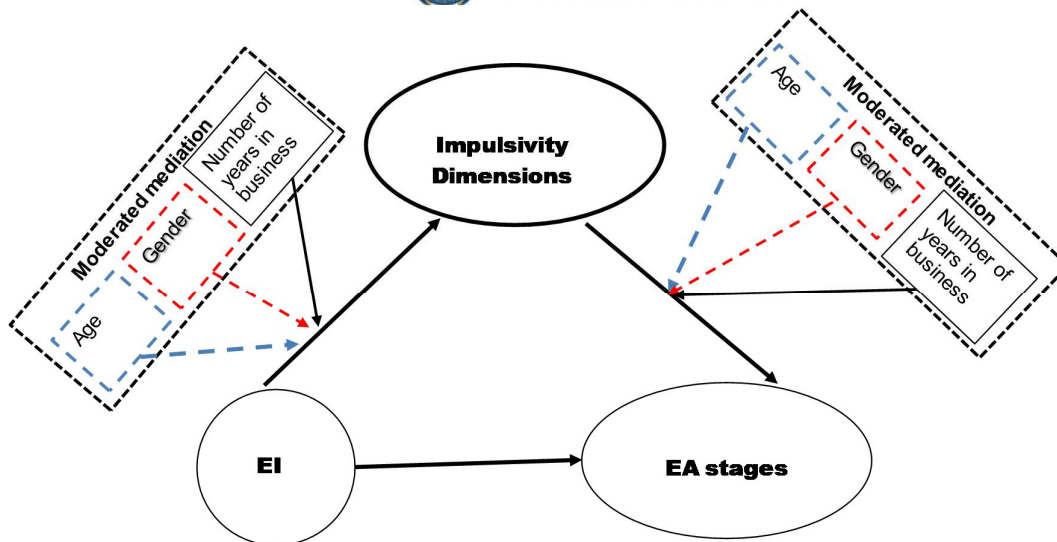 Moderated mediation
Number of
years in
business
Gender
Age
Impulsivity
Dimensions
Moderated mediation
Age
Gender
Number of
years in
business
EI
EA stages